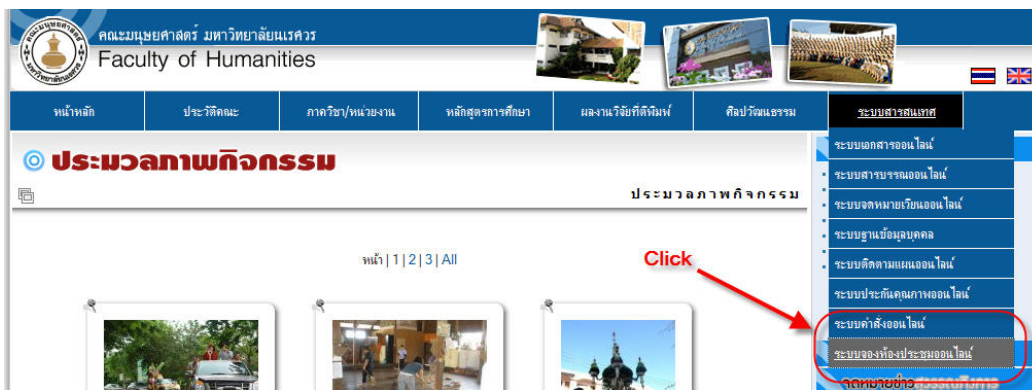 คณะมนุษยศาสตร์ มหาวิทยาลัยนเรศวร
Faculty of Humanities
หน้าหลัก
ประวัติคณะ
ภาควิชา/หน่วยงาน
หลักสูตรการศึกษา
ผลงานวิจัยที่ตีพิมพ์
ศิลปวัฒนธรรม
ระบบสารสนเทศ
ประมวลภาพกิจกรรม
ประมวลภาพกิจกรรม
ระบบเอกสารออนไลน์
ระบบสารบรรณออนไลน์
ระบบจดหมายเวียนออนไลน์
ระบบฐานข้อมูลบุคคล
ระบบติดตามแผนออนไลน์
ระบบประกันคุณภาพออนไลน์
ระบบคำสั่งออนไลน์
ระบบจองห้องประชุมออนไลน์
หน้า | 1 | 2 | 3 | All
Click
จดหมายข่าว